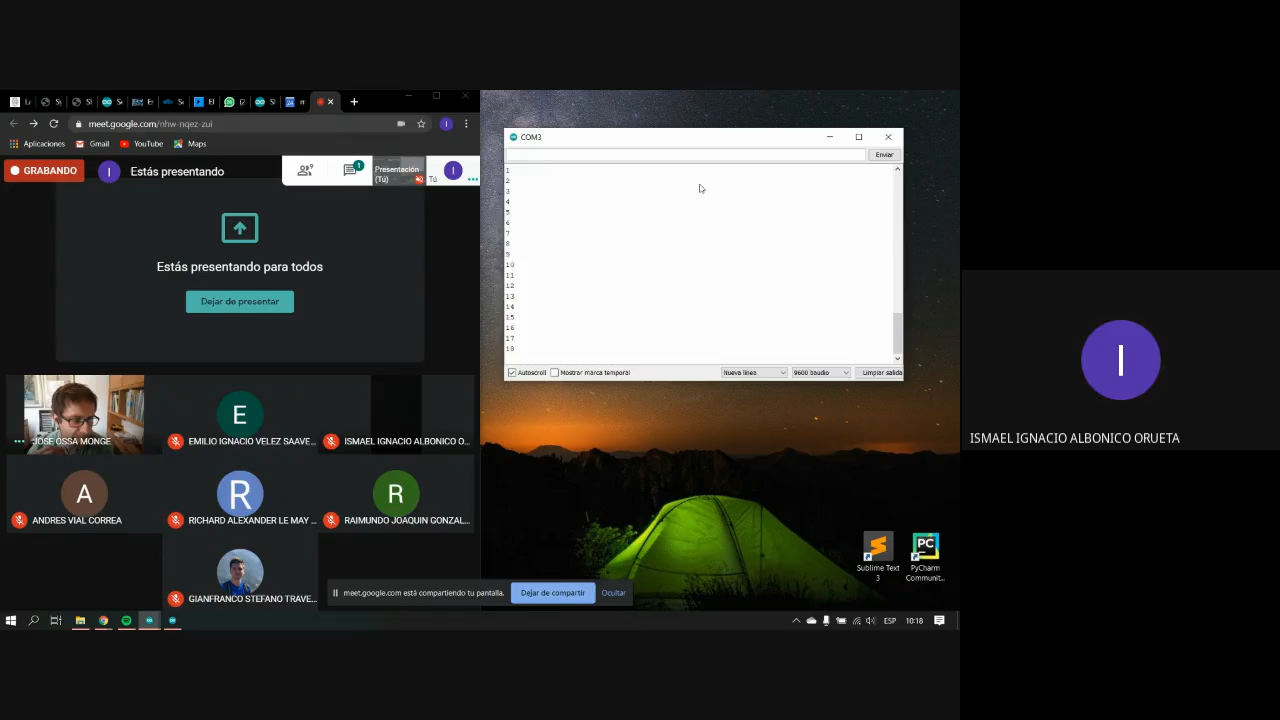 meet.google.com/nhw-nqez-zui
Aplicaciones
Gmail
YouTube
Maps
GRABANDO
I
Estás presentando
9
1
Presentación
(Tú)
Tú
I
Estás presentando para todos
Dejar de presentar
JOSE OSSA MONGE
E
EMILIO IGNACIO VELEZ SAAVE...
ISMAEL IGNACIO ALBONICO O...
A
ANDRES VIAL CORREA
R
RICHARD ALEXANDER LE MAY ...
R
RAIMUNDO JOAQUIN GONZAL...
GIANFRANCO STEFANO TRAVE...
meet.google.com está compartiendo tu pantalla.
Dejar de compartir
Ocultar
COM3
Enviar
1
2
3
4
5
6
7
8
9
10
11
12
13
14
15
16
17
18
Autoscroll
Mostrar marca temporal
Nueva línea
9600 baudio
Limpiar salida
Sublime Text
3
PC
PyCharm
Communit...
ESP
10:18
I
ISMAEL IGNACIO ALBONICO ORUETA